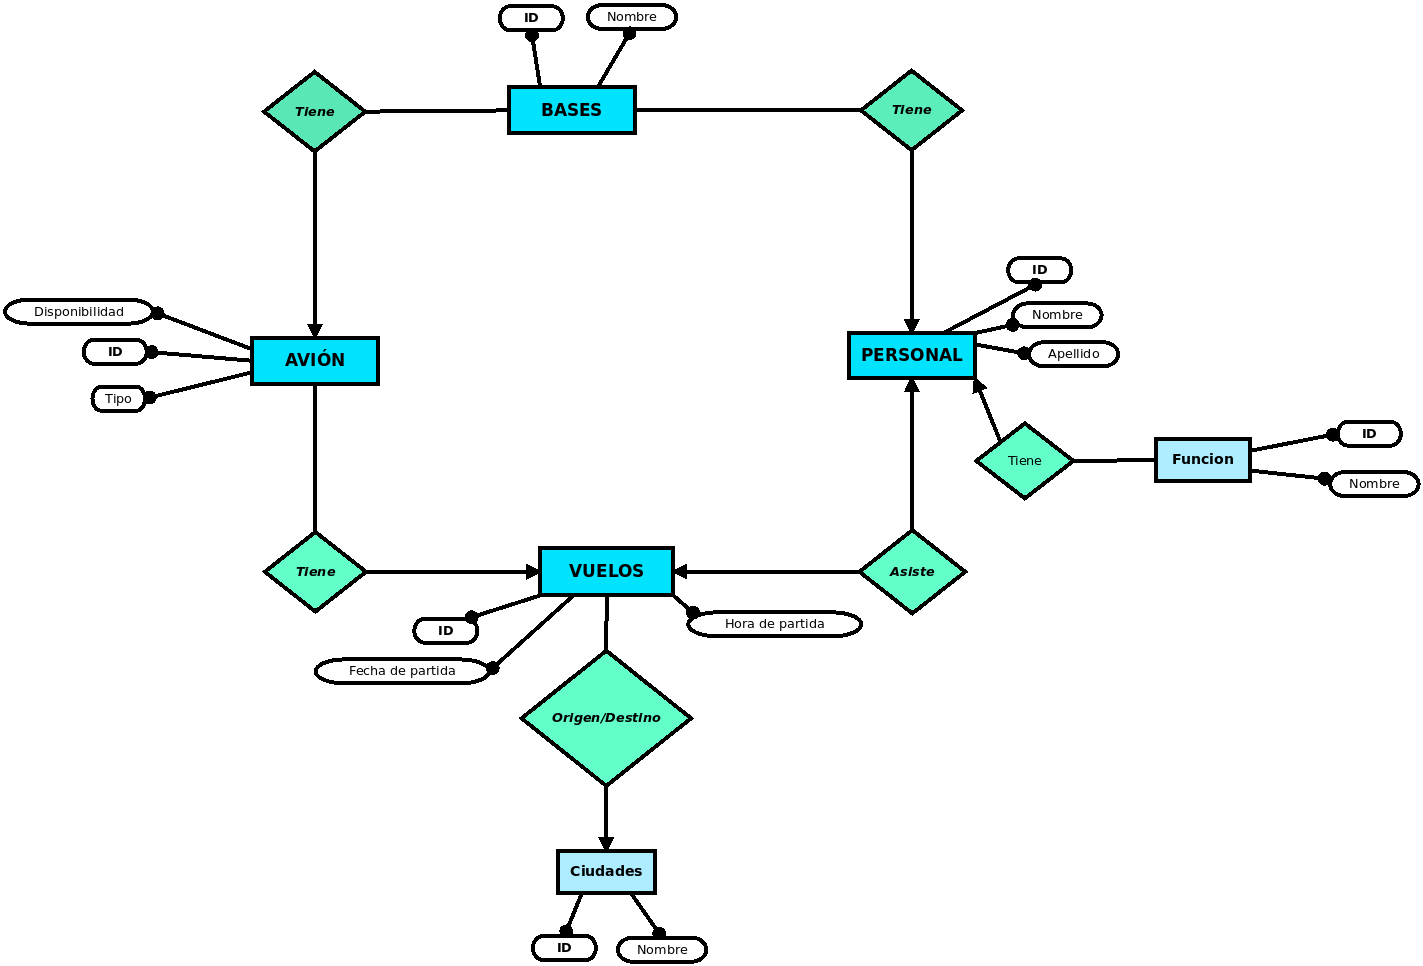 ID
Nombre
Tiene
BASES
Tiene
ID
Disponibilidad
Nombre
ID
AVIÓN
PERSONAL
Apellido
Tipo
ID
Tiene
Funcion
Nombre
Tiene
VUELOS
Asiste
ID
Hora de partida
Fecha de partida
Origen/Destino
Ciudades
ID
Nombre